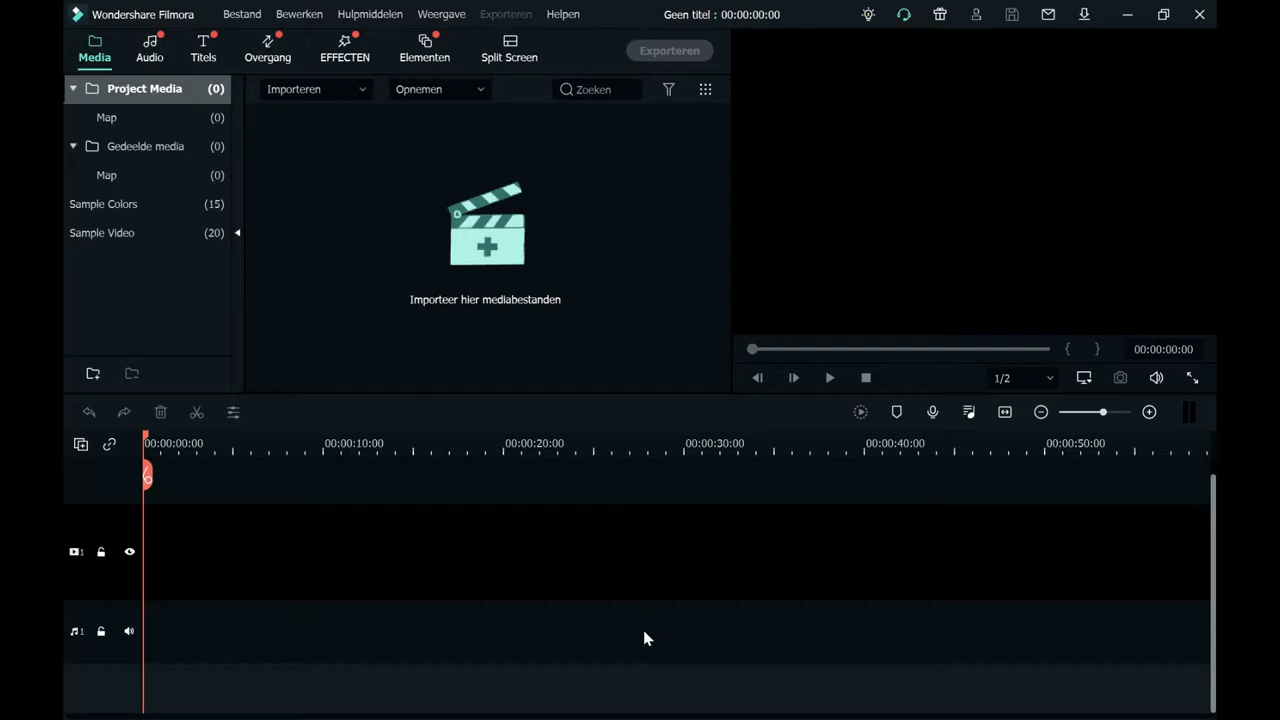 Wondershare Filmora Bestand Bewerken Hulpmiddelen Weergave Exporteren Helpen Geen titel : 00:00:00:00
Media Audio Titels Overgang EFFECTEN Elementen Split Screen Exporteren
Project Media (0) Importeren Opnemen Zoeken
Map (0)
Gedeelde media (0)
Map (0)
Sample Colors (15)
Sample Video (20)
Importeer hier mediabestanden
{ } 00:00:00:00
1/2
00:00:00:00 00:00:10:00 00:00:20:00 00:00:30:00 00:00:40:00 00:00:50:00
1
1